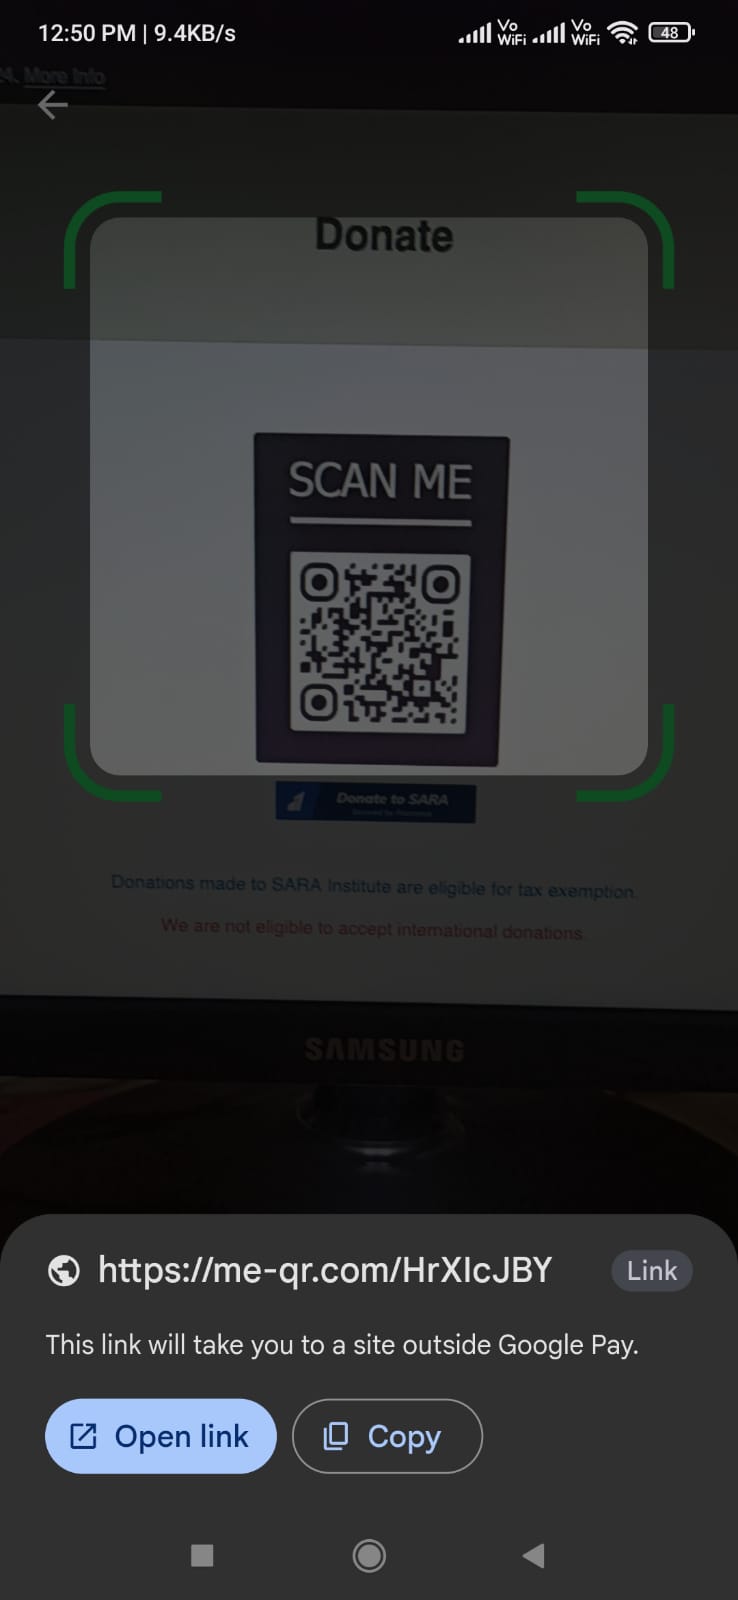 12:50 PM | 9.4KB/s
Vo
WiFi
Vo
WiFi
48
More Info
Donate
SCAN ME
Donate to SARA
Donations made to SARA Institute are eligible for tax exemption.
We are not eligible to accept international donations.
SAMSUNG
https://me-qr.com/HrXIcJBY
Link
This link will take you to a site outside Google Pay.
Open link
Copy